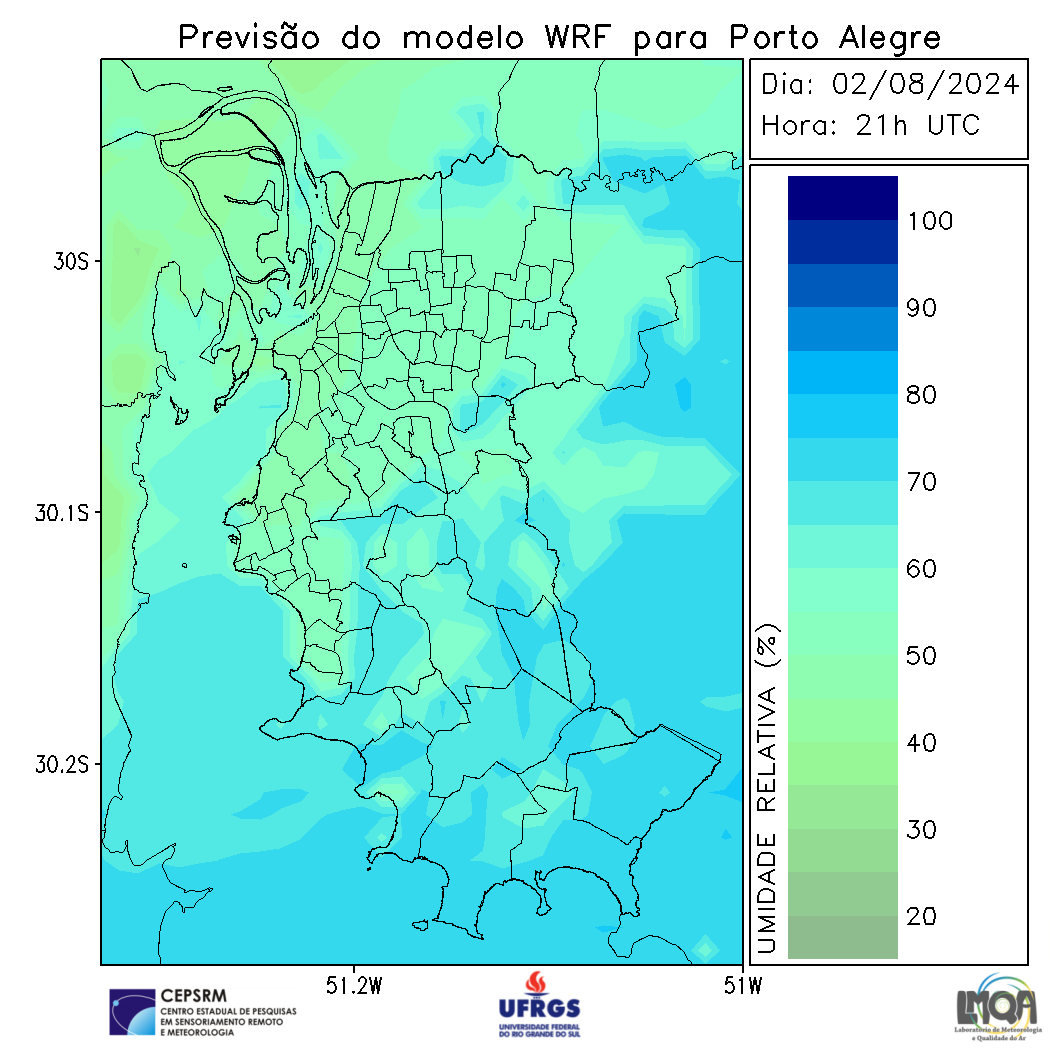 Previsão do modelo WRF para Porto Alegre
Dia: 02/08/2024
Hora: 21h UTC
30S
30.1S
30.2S
51.2W
51W
UMIDADE RELATIVA (%)
100
90
80
70
60
50
40
30
20
CEPSRM
CENTRO ESTADUAL DE PESQUISAS
EM SENSORIAMENTO REMOTO
E METEOROLOGIA
UFRGS
UNIVERSIDADE FEDERAL
DO RIO GRANDE DO SUL
LMQA
Laboratório de Meteorologia
e Qualidade do Ar